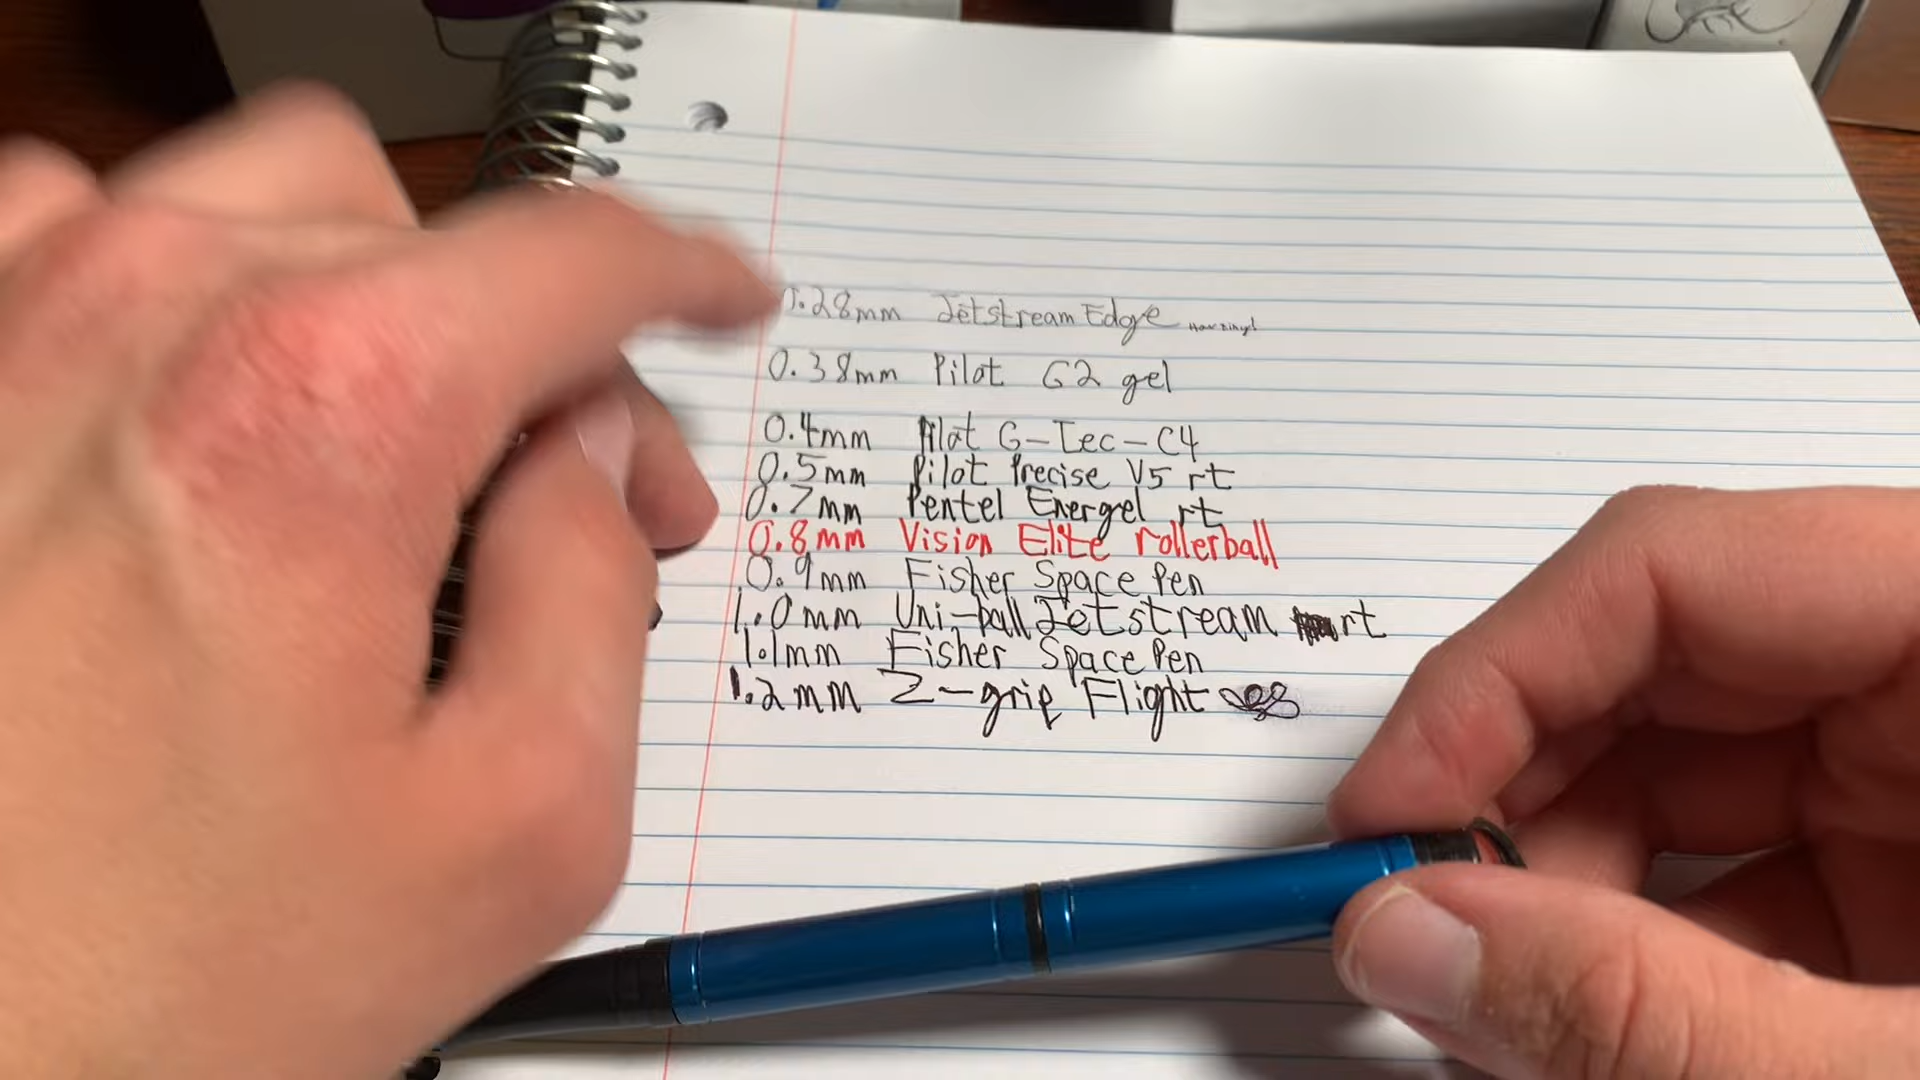 0.28mm Jetstream Edge How tiny!
0.38mm Pilot G2 gel
0.4mm Pilot G-Tec-C4
0.5mm Pilot Precise V5 rt
0.7mm Pentel Energel rt
0.8mm Vision Elite rollerball
0.9mm Fisher Space Pen
1.0mm Uni-ball Jetstream rt
1.1mm Fisher Space Pen
1.2mm Z-grip Flight